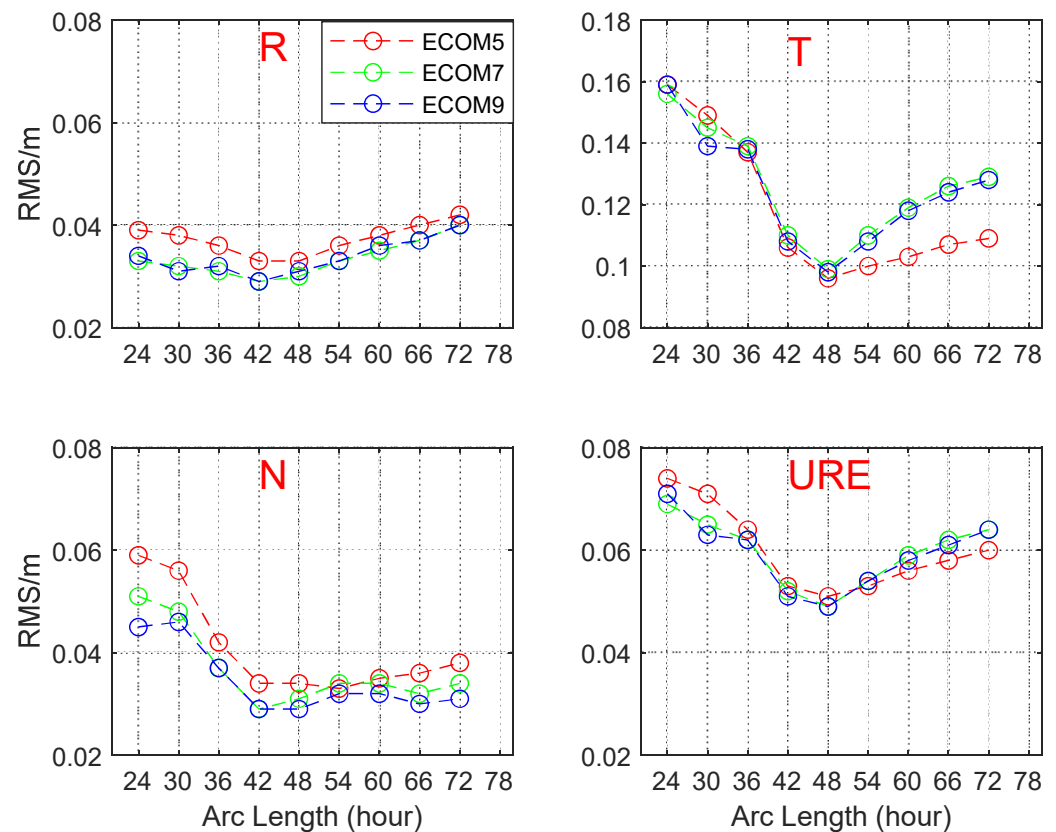 0.08
0.06
0.04
0.02
RMS/m
R
ECOM5
ECOM7
ECOM9
24 30 36 42 48 54 60 66 72 78
0.18
0.16
0.14
0.12
0.1
0.08
T
24 30 36 42 48 54 60 66 72 78
0.08
0.06
0.04
0.02
RMS/m
N
24 30 36 42 48 54 60 66 72 78
Arc Length (hour)
0.08
0.06
0.04
0.02
URE
24 30 36 42 48 54 60 66 72 78
Arc Length (hour)